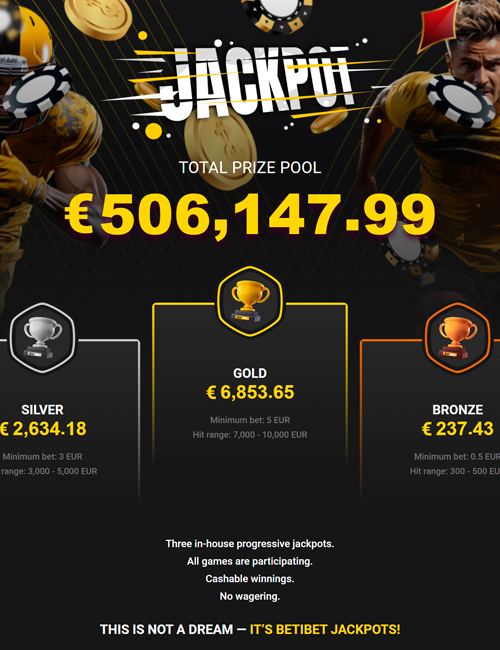 JACKPOT
TOTAL PRIZE POOL
€506,147.99
SILVER
€ 2,634.18
Minimum bet: 3 EUR
range: 3,000 - 5,000 EUR
GOLD
€ 6,853.65
Minimum bet: 5 EUR
Hit range: 7,000 - 10,000 EUR
BRONZE
€ 237.43
Minimum bet: 0.5 EUR
Hit range: 300 - 500 EU
Three in-house progressive jackpots.
All games are participating.
Cashable winnings.
No wagering.
THIS IS NOT A DREAM — IT'S BETIBET JACKPOTS!